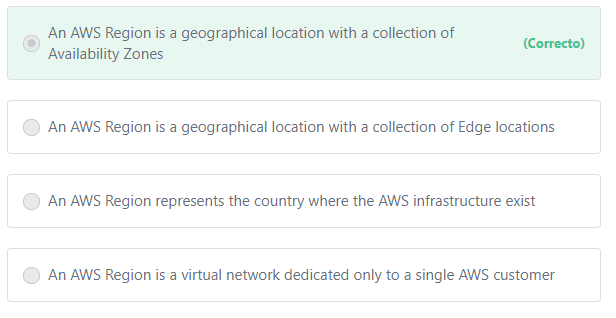 An AWS Region is a geographical location with a collection of
Availability Zones
(Correcto)
An AWS Region is a geographical location with a collection of Edge locations
An AWS Region represents the country where the AWS infrastructure exist
An AWS Region is a virtual network dedicated only to a single AWS customer